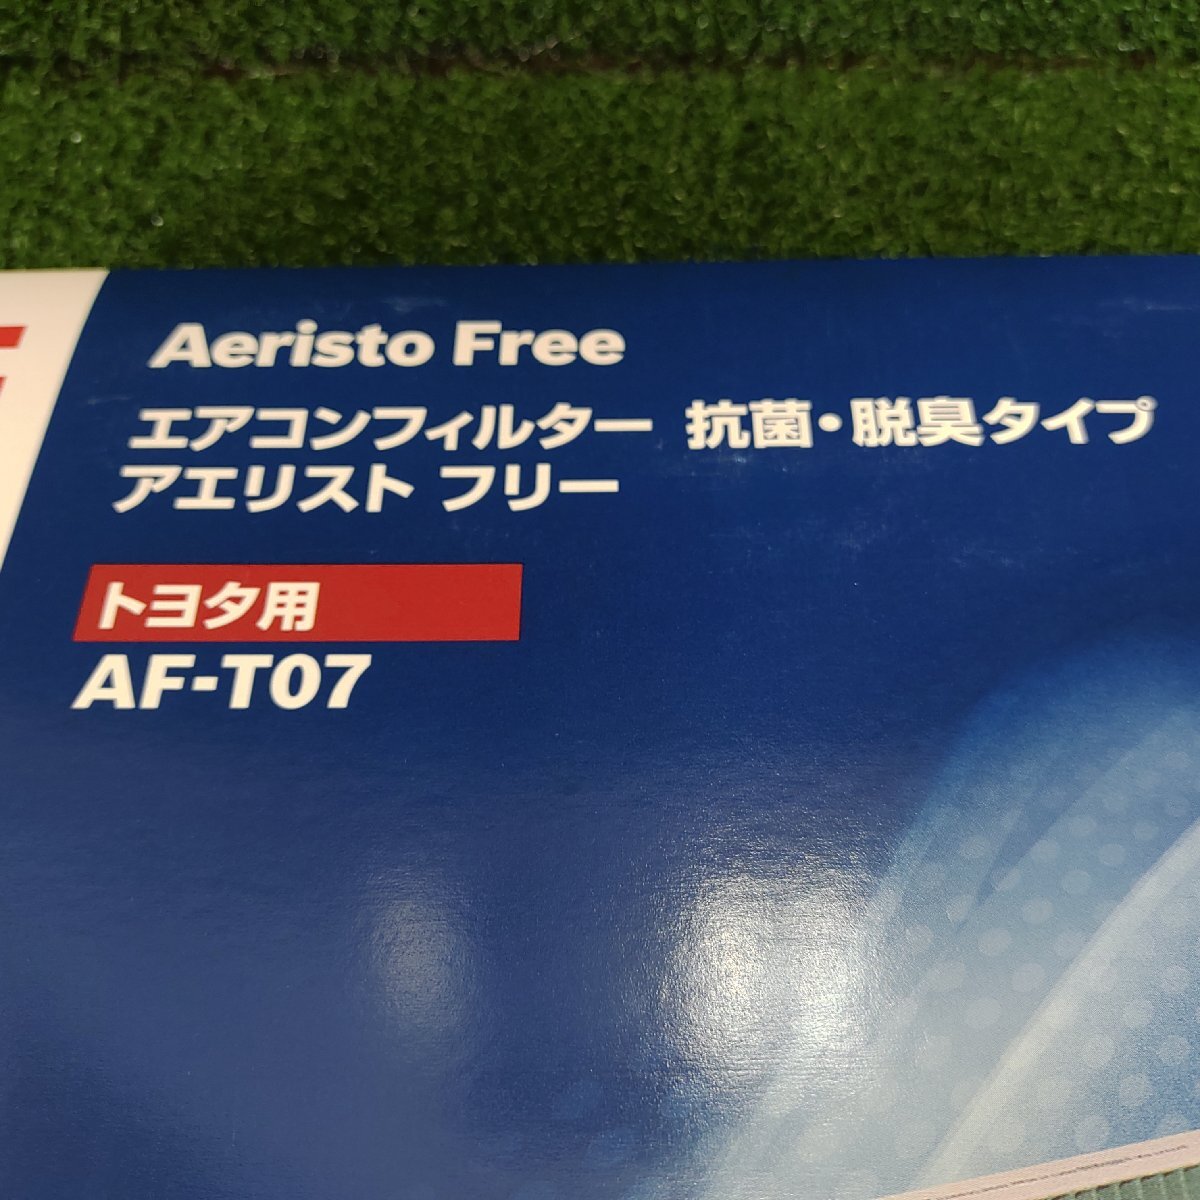 Aeristo Free
エアコンフィルター 抗菌・脱臭タイプ
アエリスト フリー
トヨタ用
AF-T07